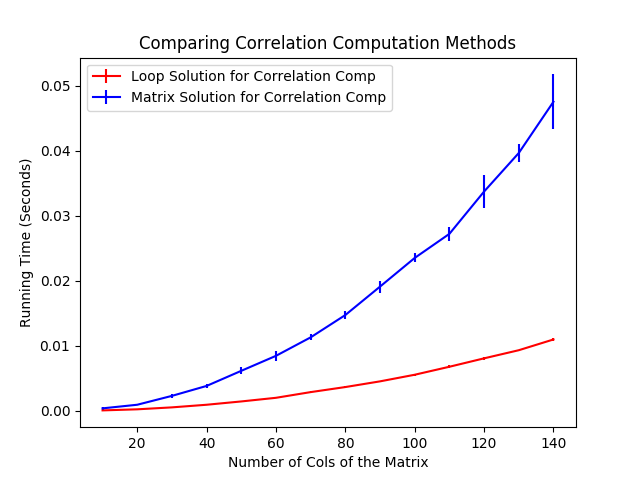 Comparing Correlation Computation Methods
Loop Solution for Correlation Comp
Matrix Solution for Correlation Comp
Running Time (Seconds)
0.05
0.04
0.03
0.02
0.01
0.00
20 40 60 80 100 120 140
Number of Cols of the Matrix